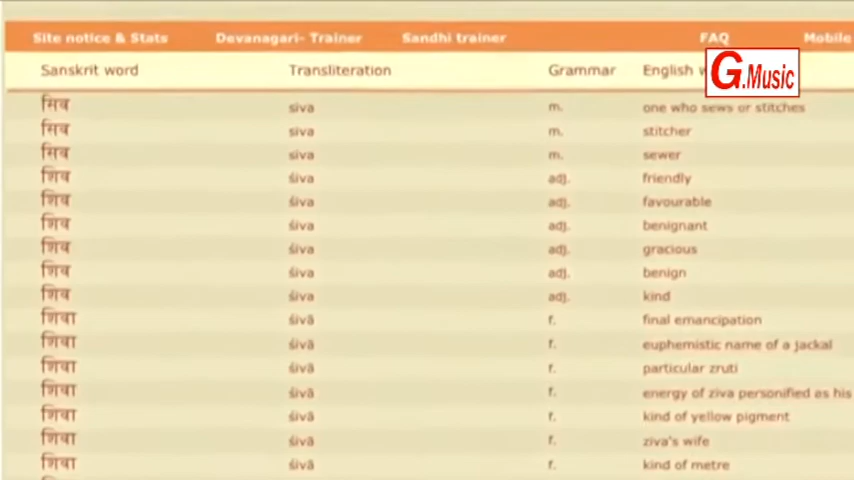 Site notice & Stats Devanagari- Trainer Sandhi trainer FAQ Mobile
Sanskrit word Transliteration Grammar English
G.Music
सिव siva m. one who sews or stitches
सिव siva m. stitcher
सिव siva m. sewer
शिव śiva adj. friendly
शिव śiva adj. favourable
शिव śiva adj. benignant
शिव śiva adj. gracious
शिव śiva adj. benign
शिव śiva adj. kind
शिवा śivā f. final emancipation
शिवा śivā f. euphemistic name of a jackal
शिवा śivā f. particular zruti
शिवा śivā f. energy of ziva personified as his
शिवा śivā f. kind of yellow pigment
शिवा śivā f. ziva's wife
शिवा śivā f. kind of metre